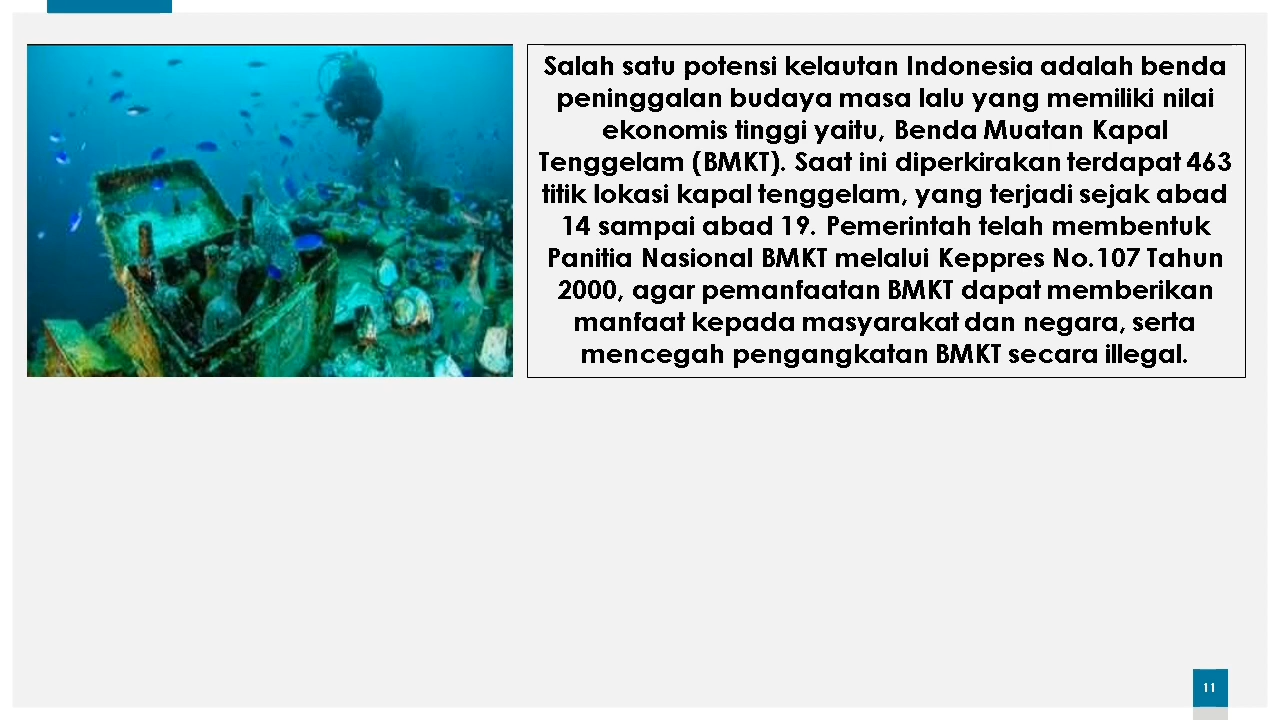 Salah satu potensi kelautan Indonesia adalah benda
peninggalan budaya masa lalu yang memiliki nilai
ekonomis tinggi yaitu, Benda Muatan Kapal
Tenggelam (BMKT). Saat ini diperkirakan terdapat 463
titik lokasi kapal tenggelam, yang terjadi sejak abad
14 sampai abad 19. Pemerintah telah membentuk
Panitia Nasional BMKT melalui Keppres No.107 Tahun
2000, agar pemanfaatan BMKT dapat memberikan
manfaat kepada masyarakat dan negara, serta
mencegah pengangkatan BMKT secara illegal.
11